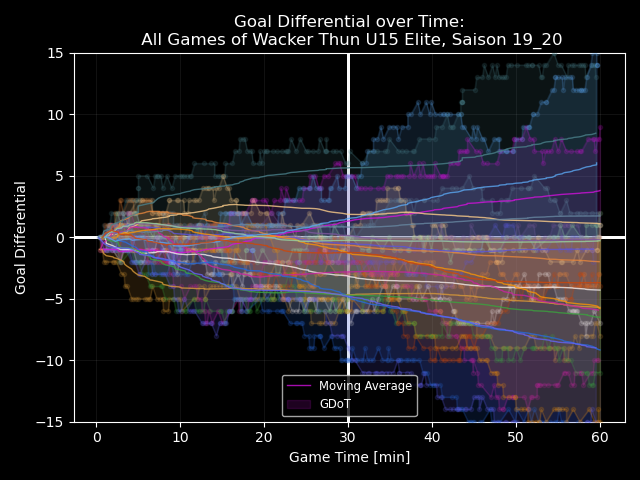 Goal Differential over Time:
All Games of Wacker Thun U15 Elite, Saison 19_20
Goal Differential
15
10
5
0
−5
−10
−15
Moving Average
GDoT
0 10 20 30 40 50 60
Game Time [min]